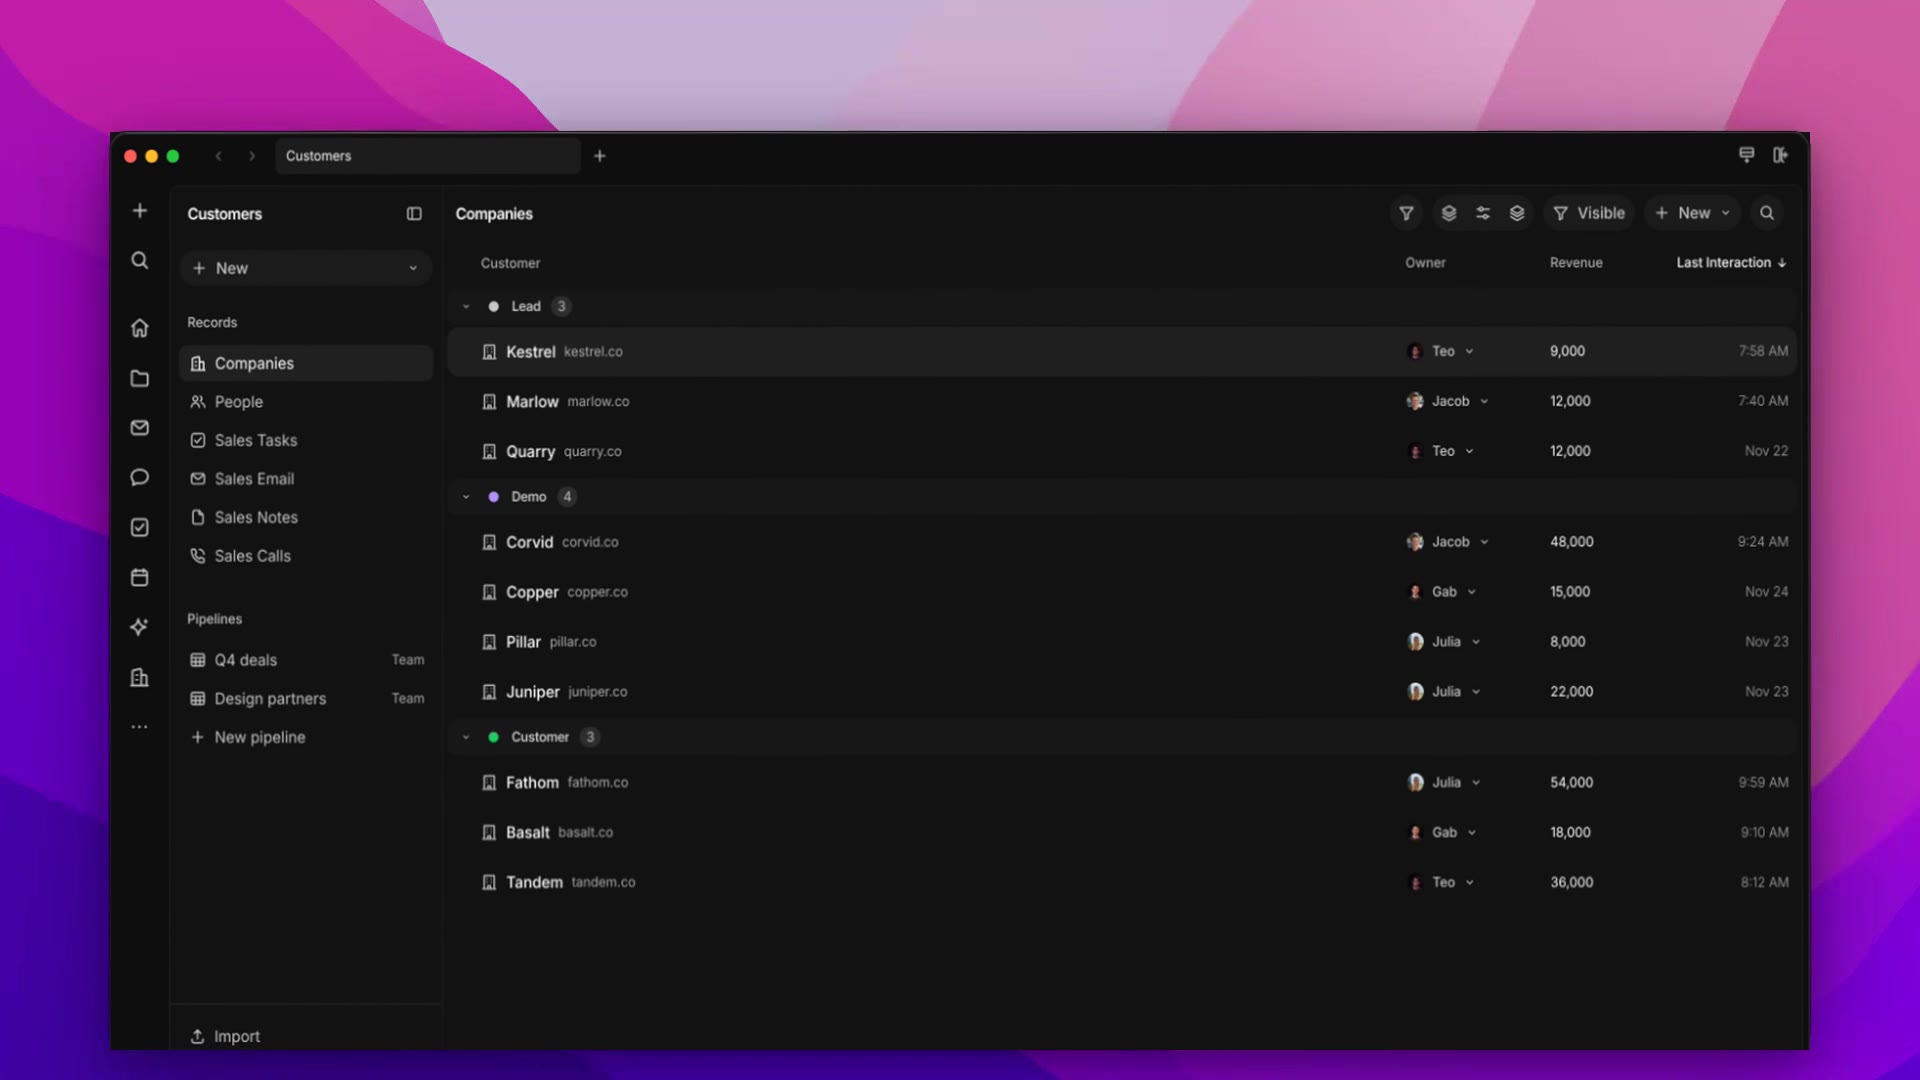 Customers
Customers
New
Records
Companies
People
Sales Tasks
Sales Email
Sales Notes
Sales Calls
Pipelines
Q4 deals Team
Design partners Team
New pipeline
Import
Companies
Visible
New
Customer Owner Revenue Last Interaction ↓
Lead 3
Kestrel kestrel.co Teo 9,000 7:58 AM
Marlow marlow.co Jacob 12,000 7:40 AM
Quarry quarry.co Teo 12,000 Nov 22
Demo 4
Corvid corvid.co Jacob 48,000 9:24 AM
Copper copper.co Gab 15,000 Nov 24
Pillar pillar.co Julia 8,000 Nov 23
Juniper juniper.co Julia 22,000 Nov 23
Customer 3
Fathom fathom.co Julia 54,000 9:59 AM
Basalt basalt.co Gab 18,000 9:10 AM
Tandem tandem.co Teo 36,000 8:12 AM